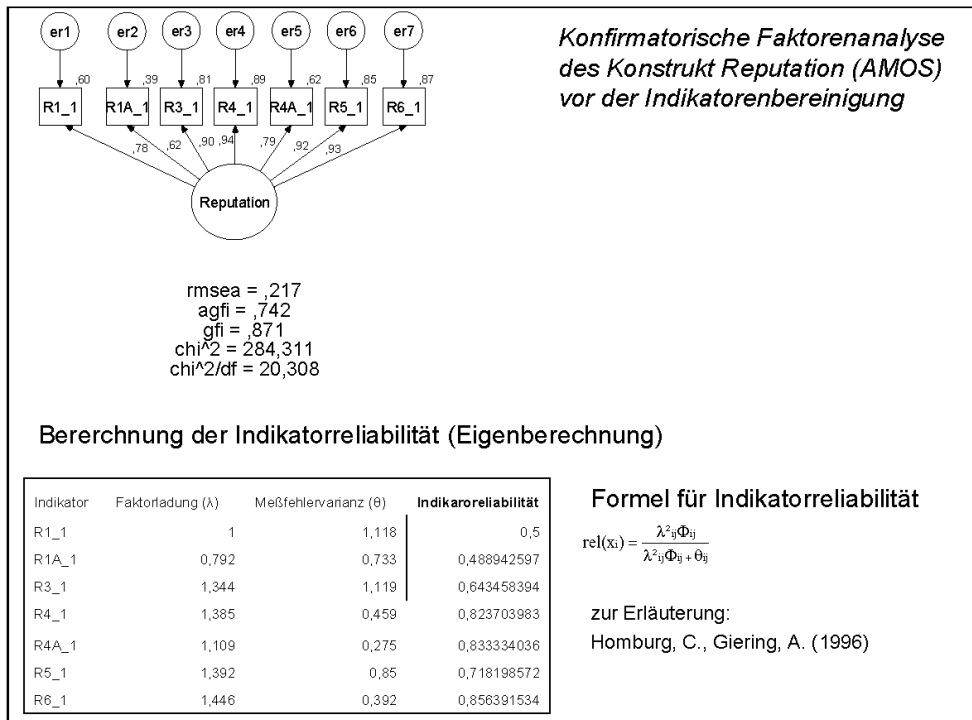 er1 er2 er3 er4 er5 er6 er7
,60 ,39 ,81 ,89 ,62 ,85 ,87
R1_1 R1A_1 R3_1 R4_1 R4A_1 R5_1 R6_1
,78 ,62 ,90 ,94 ,79 ,92 ,93
Reputation
Konfirmatorische Faktorenanalyse
des Konstrukt Reputation (AMOS)
vor der Indikatorenbereinigung
rmsea = ,217
agfi = ,742
gfi = ,871
chi^2 = 284,311
chi^2/df = 20,308
Bererchnung der Indikatorreliabilität (Eigenberechnung)
Indikator Faktorladung (λ) Meßfehlervarianz (θ) Indikaroreliabilität
R1_1 1 1,118 0,5
R1A_1 0,792 0,733 0,488942597
R3_1 1,344 1,119 0,643458394
R4_1 1,385 0,459 0,823703983
R4A_1 1,109 0,275 0,833334036
R5_1 1,392 0,85 0,718198572
R6_1 1,446 0,392 0,856391534
Formel für Indikatorreliabilität
rel(xi) = λ²ijΦij / λ²ijΦij + θij
zur Erläuterung:
Homburg, C., Giering, A. (1996)